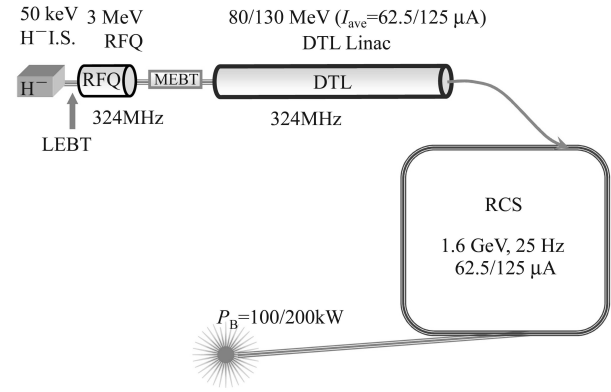 50 keV
H⁻ I.S.
3 MeV
RFQ
80/130 MeV (Iave=62.5/125 μA)
DTL Linac
H⁻
RFQ
MEBT
DTL
324MHz
324MHz
LEBT
RCS
1.6 GeV, 25 Hz
62.5/125 μA
PB=100/200kW